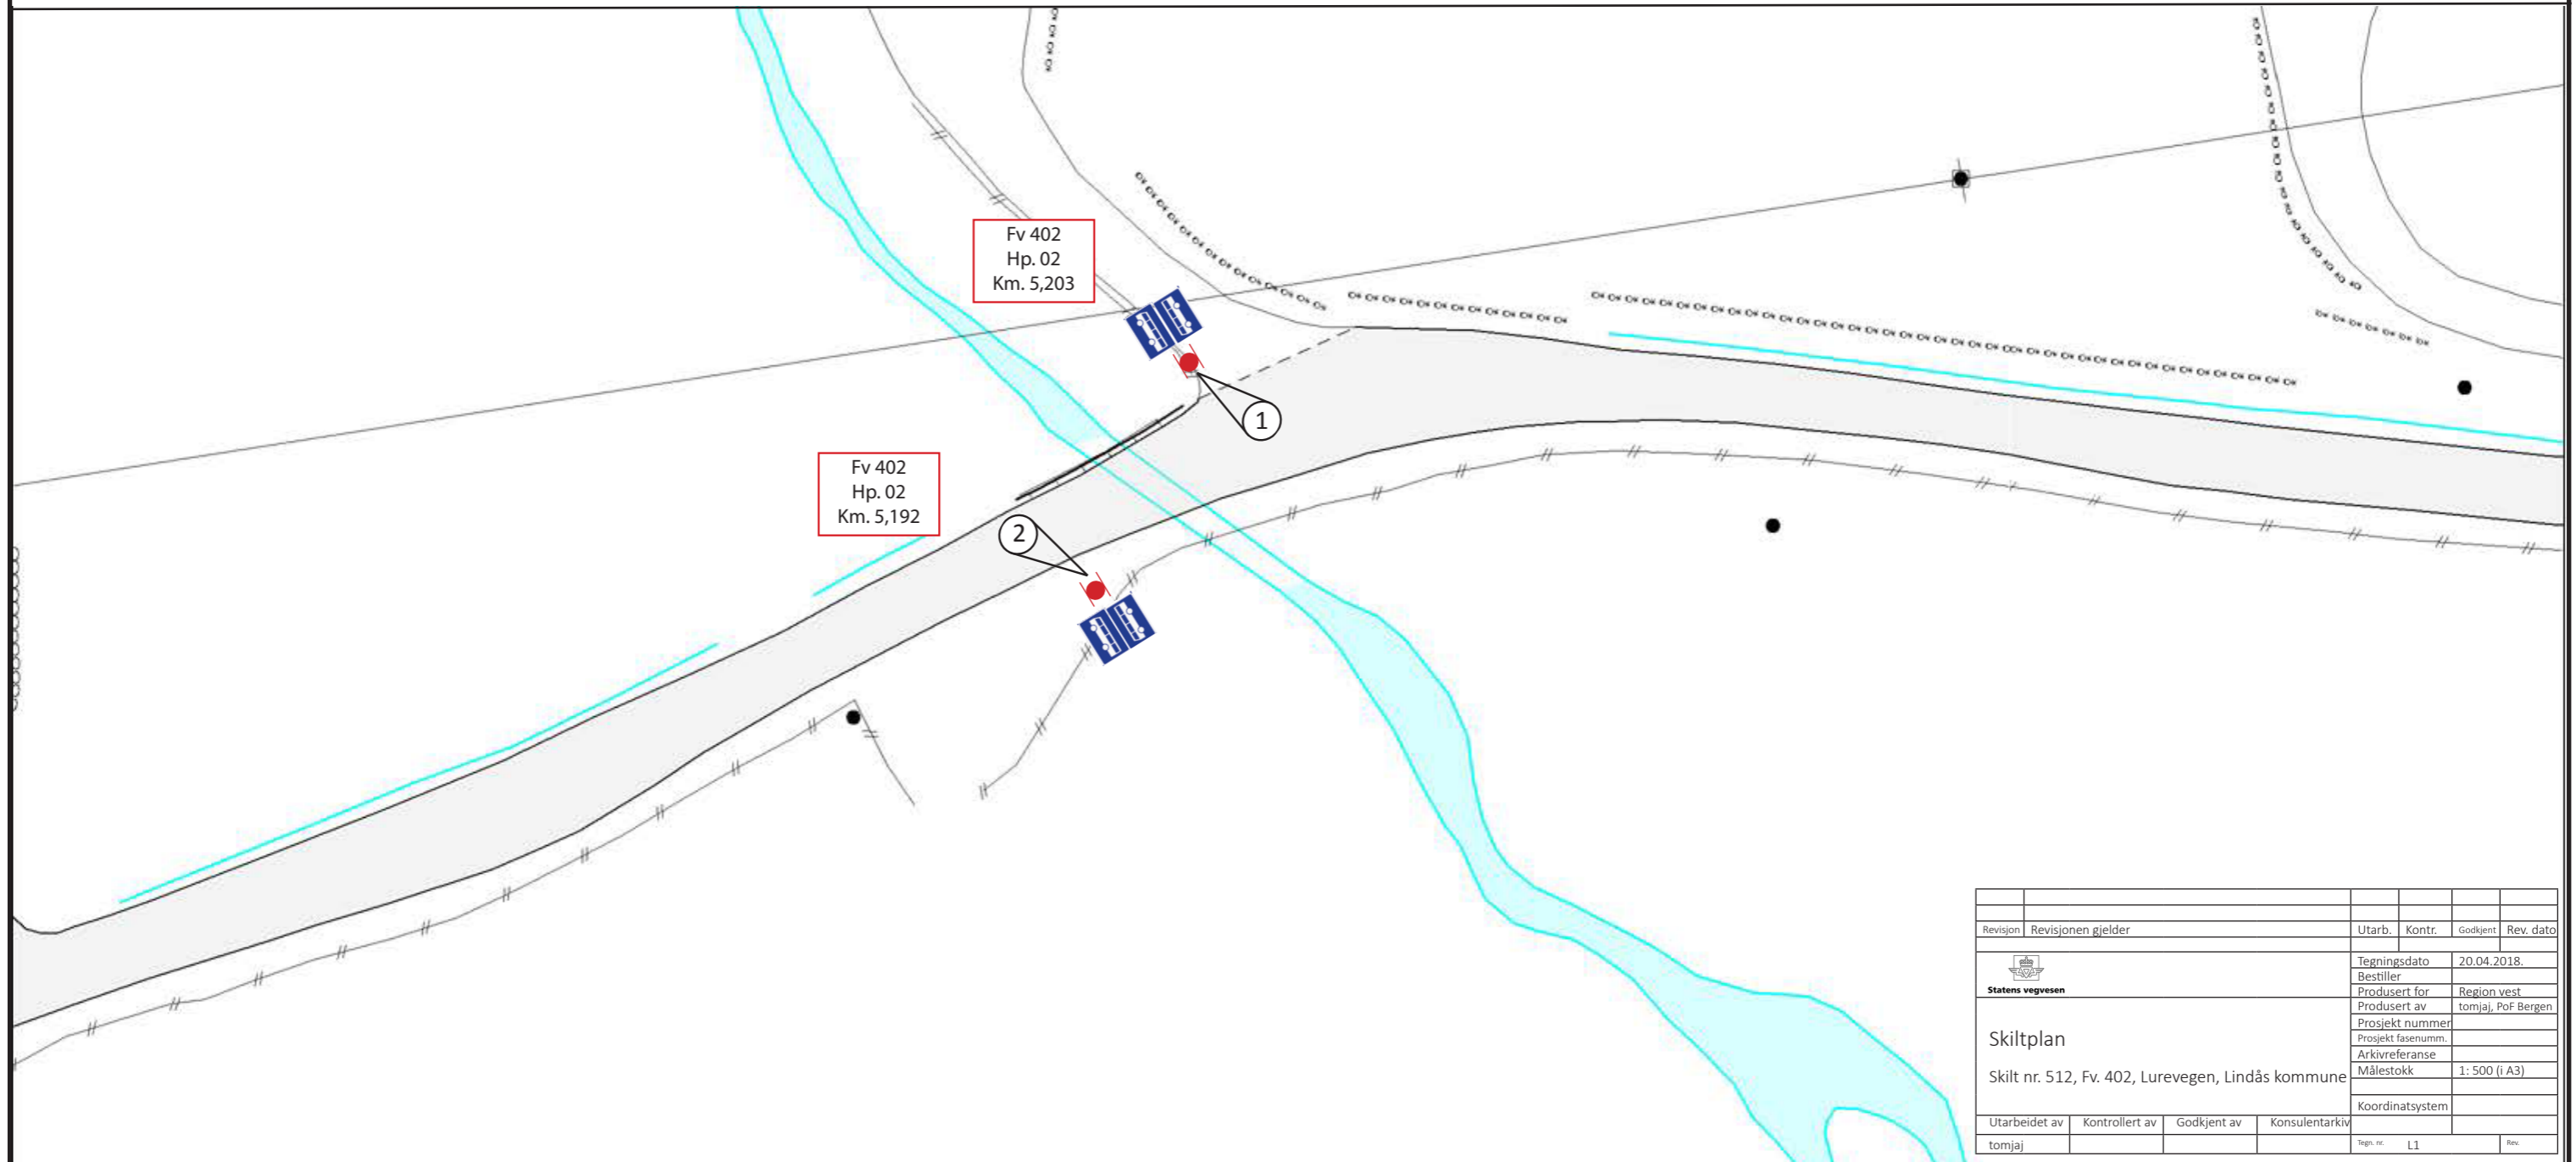 Fv 402
Hp. 02
Km. 5,203
1
Fv 402
Hp. 02
Km. 5,192
2
Revisjon Revisjonen gjelder Utarb. Kontr. Godkjent Rev. dato
Statens vegvesen
Tegningsdato 20.04.2018.
Bestiller
Produsert for Region vest
Produsert av tomjaj, PoF Bergen
Prosjekt nummer
Prosjekt fasenumm.
Arkivreferanse
Målestokk 1: 500 (i A3)
Koordinatsystem
Skiltplan
Skilt nr. 512, Fv. 402, Lurevegen, Lindås kommune
Utarbeidet av Kontrollert av Godkjent av Konsulentarkiv
tomjaj Tegn. nr. L1 Rev.